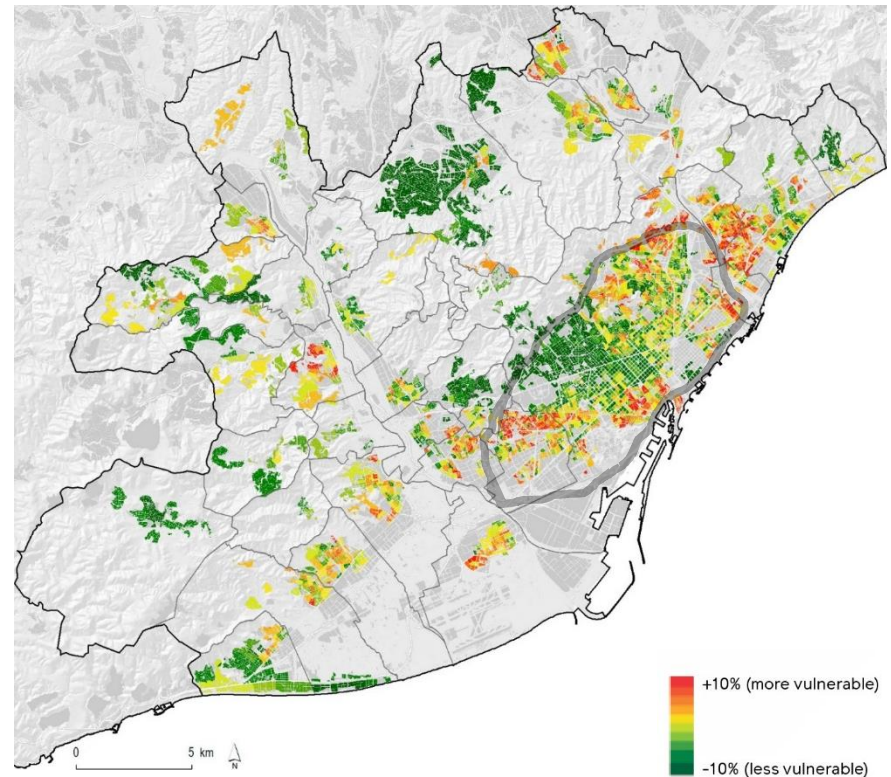 +10% (more vulnerable)
-10% (less vulnerable)
0 5 km
N